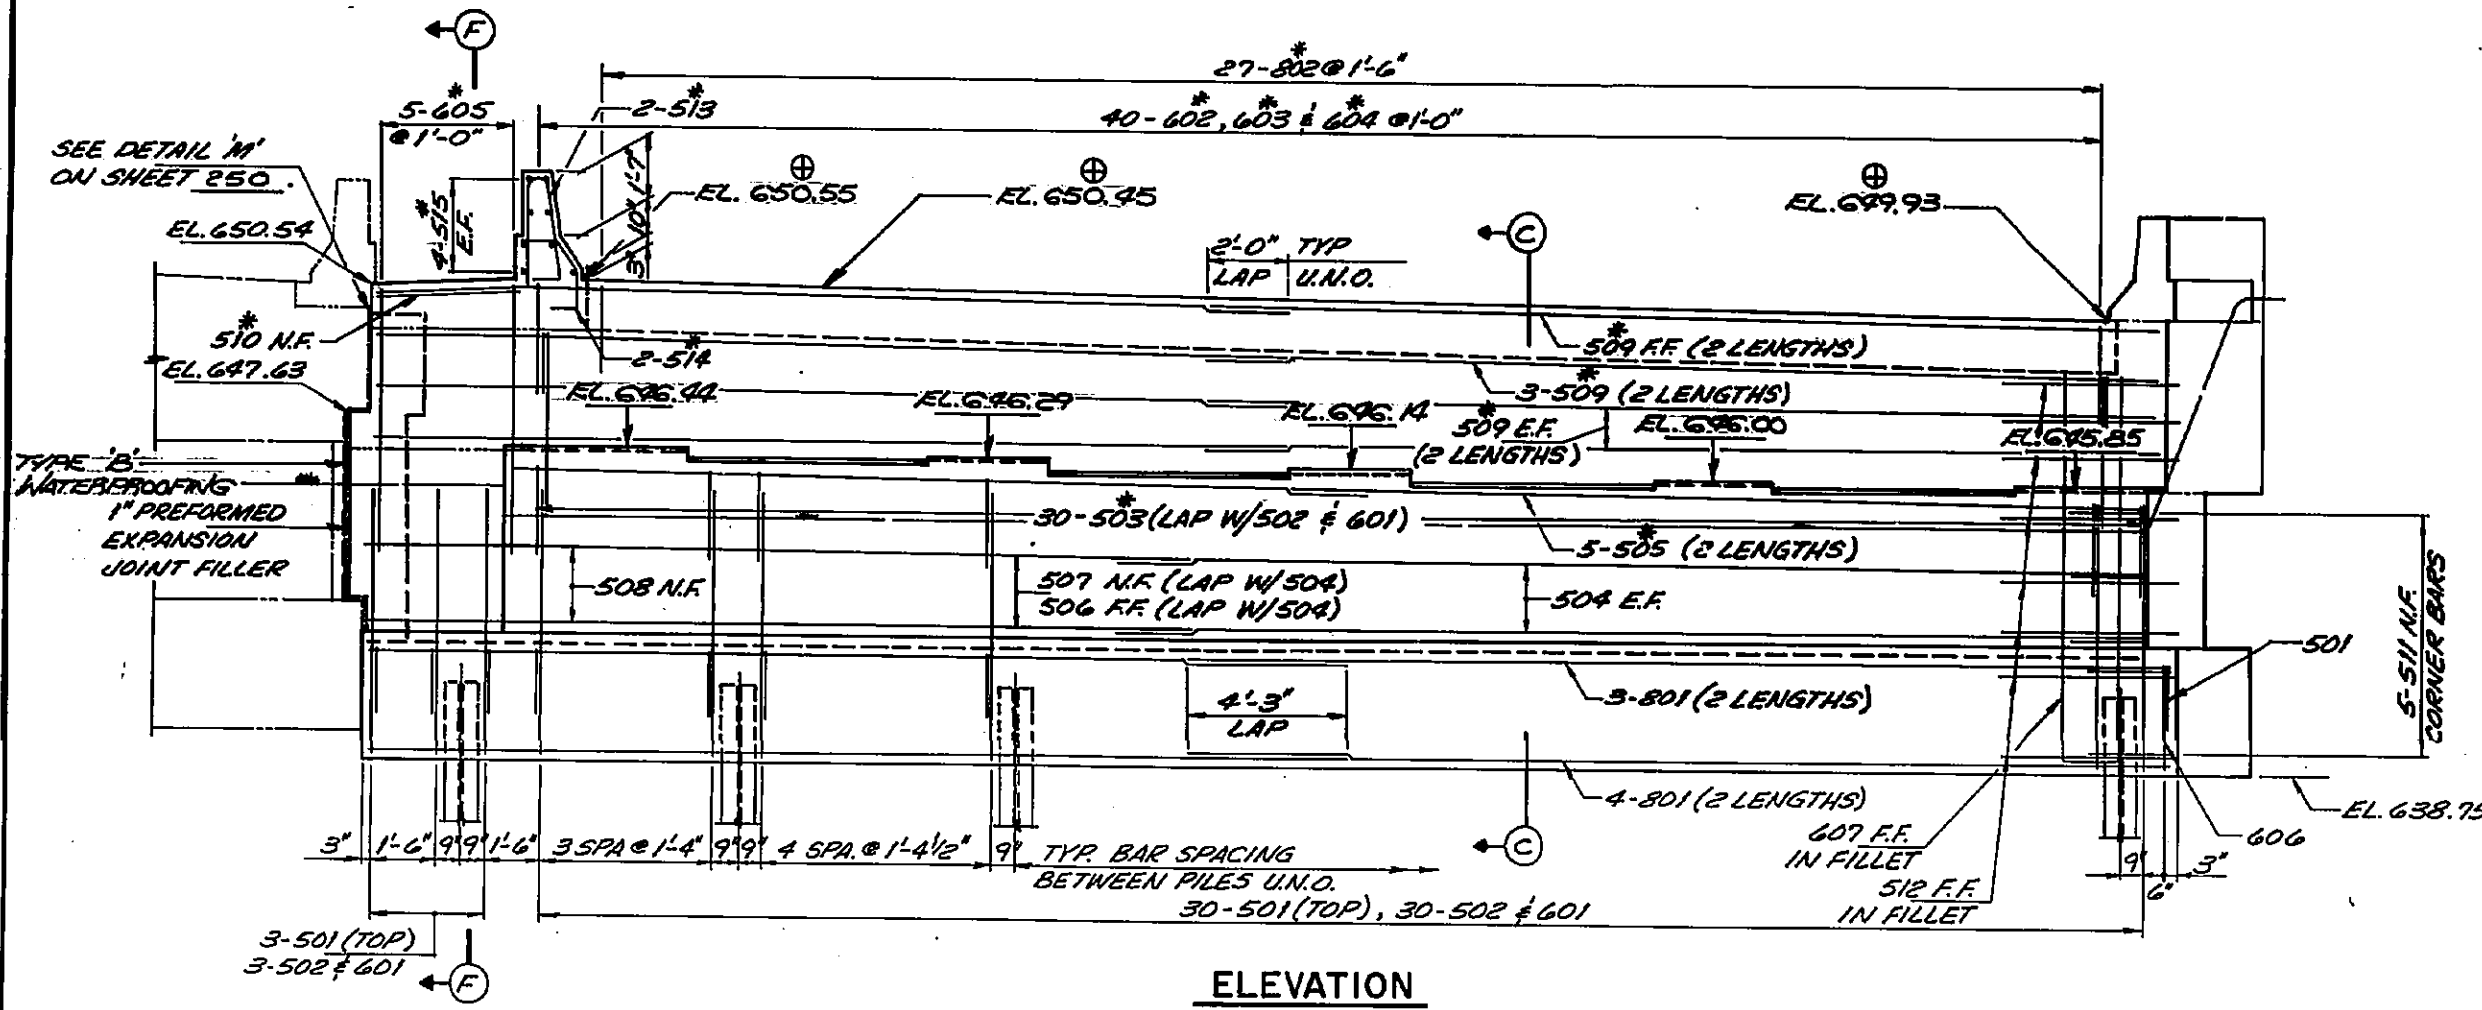 F
27-802 @ 1'-6"
*
5-605
*
@ 1'-0"
2-513
*
40-602, 603 & 604 @ 1'-0"
* * *
SEE DETAIL 'M'
ON SHEET 250.
4-515
*
E.F.
1'-7"
10"
3"
EL. 650.55
EL. 650.45
EL. 649.93
EL. 650.54
C
2'-0" TYP
LAP U.N.O.
*
510 N.F.
2-514
*
509 F.F. (2 LENGTHS)
*
EL. 647.63
3-509 (2 LENGTHS)
*
EL. 646.44
EL. 646.29
EL. 646.14
509 E.F.
*
(2 LENGTHS)
EL. 646.00
EL. 645.85
TYPE 'B'
WATERPROOFING **
1" PREFORMED
EXPANSION
JOINT FILLER
30-503 (LAP W/502 & 601)
*
5-505 (2 LENGTHS)
*
508 N.F.
507 N.F. (LAP W/504)
506 F.F. (LAP W/504)
504 E.F.
5-511 N.F.
CORNER BARS
501
3-801 (2 LENGTHS)
4'-3"
LAP
4-801 (2 LENGTHS)
EL. 638.75
607 F.F.
IN FILLET
606
512 F.F.
IN FILLET
3" 1'-6" 9" 9" 1'-6" 3 SPA @ 1'-4" 9" 9" 4 SPA. @ 1'-4 1/2" 9" TYP. BAR SPACING
BETWEEN PILES U.N.O.
9" 6" 3"
30-501 (TOP), 30-502 & 601
3-501 (TOP)
3-502 & 601
C
F
ELEVATION